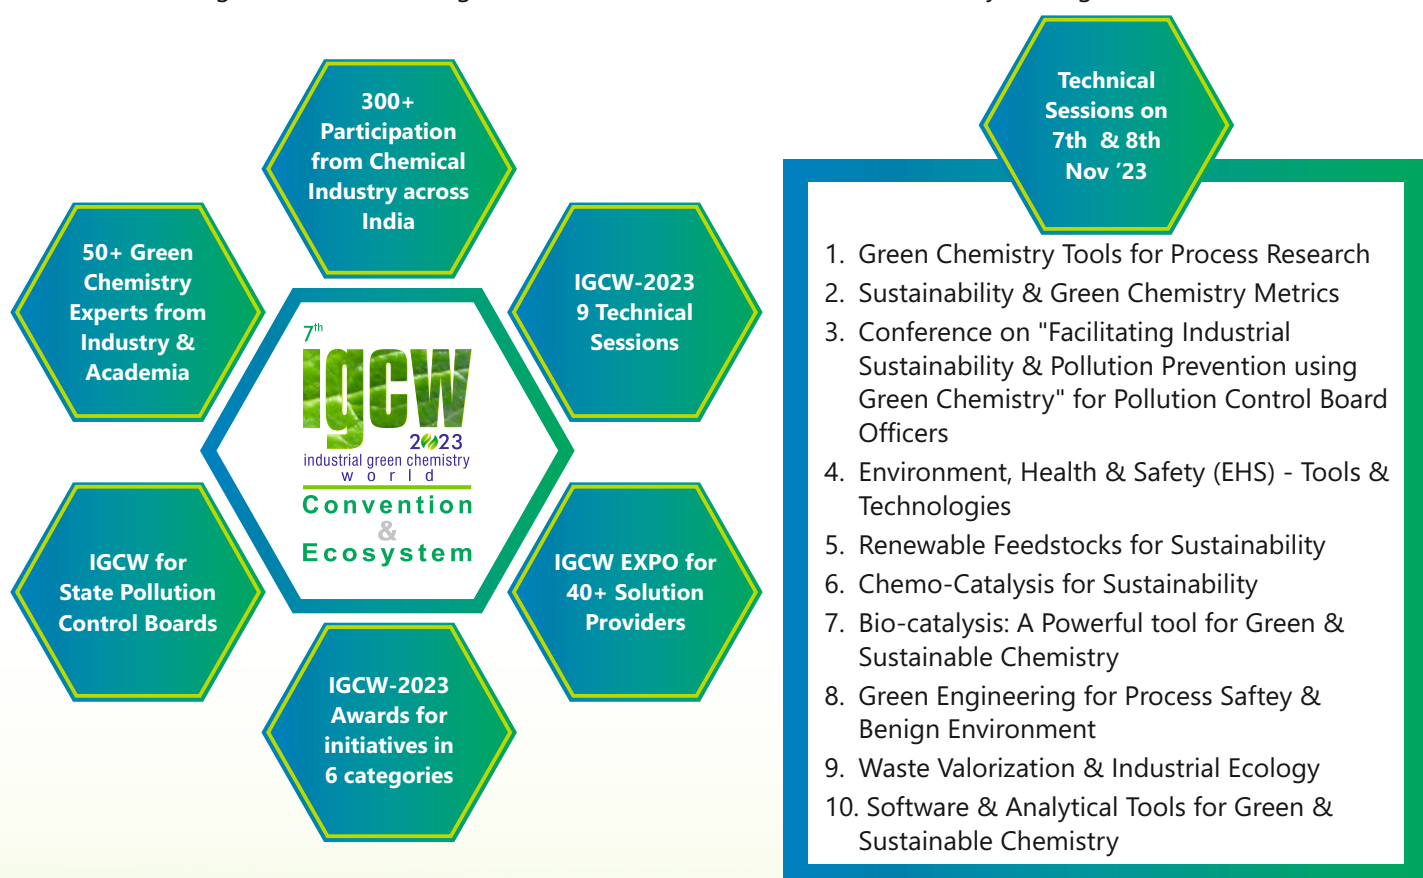 300+
Participation
from Chemical
Industry across
India
50+ Green
Chemistry
Experts from
Industry &
Academia
IGCW-2023
9 Technical
Sessions
7th
igcw
2023
industrial green chemistry
world
Convention
&
Ecosystem
IGCW for
State Pollution
Control Boards
IGCW EXPO for
40+ Solution
Providers
IGCW-2023
Awards for
initiatives in
6 categories
Technical
Sessions on
7th & 8th
Nov '23
1. Green Chemistry Tools for Process Research
2. Sustainability & Green Chemistry Metrics
3. Conference on "Facilitating Industrial
Sustainability & Pollution Prevention using
Green Chemistry" for Pollution Control Board
Officers
4. Environment, Health & Safety (EHS) - Tools &
Technologies
5. Renewable Feedstocks for Sustainability
6. Chemo-Catalysis for Sustainability
7. Bio-catalysis: A Powerful tool for Green &
Sustainable Chemistry
8. Green Engineering for Process Saftey &
Benign Environment
9. Waste Valorization & Industrial Ecology
10. Software & Analytical Tools for Green &
Sustainable Chemistry